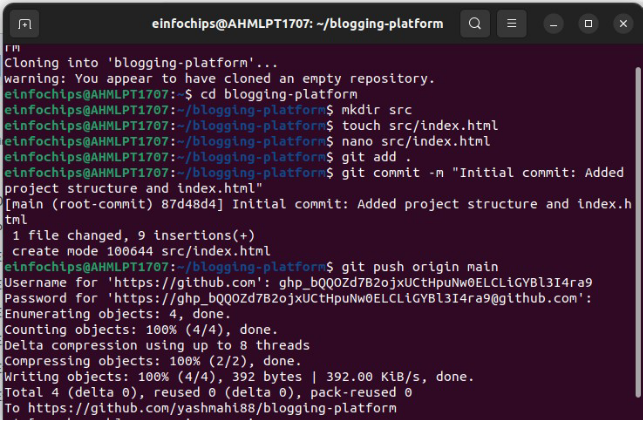 einfochips@AHMLPT1707: ~/blogging-platform
rm
Cloning into 'blogging-platform'...
warning: You appear to have cloned an empty repository.
einfochips@AHMLPT1707:~$ cd blogging-platform
einfochips@AHMLPT1707:~/blogging-platform$ mkdir src
einfochips@AHMLPT1707:~/blogging-platform$ touch src/index.html
einfochips@AHMLPT1707:~/blogging-platform$ nano src/index.html
einfochips@AHMLPT1707:~/blogging-platform$ git add .
einfochips@AHMLPT1707:~/blogging-platform$ git commit -m "Initial commit: Added
project structure and index.html"
[main (root-commit) 87d48d4] Initial commit: Added project structure and index.h
tml
1 file changed, 9 insertions(+)
create mode 100644 src/index.html
einfochips@AHMLPT1707:~/blogging-platform$ git push origin main
Username for 'https://github.com': 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
Password for 'https://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@github.com':
Enumerating objects: 4, done.
Counting objects: 100% (4/4), done.
Delta compression using up to 8 threads
Compressing objects: 100% (2/2), done.
Writing objects: 100% (4/4), 392 bytes | 392.00 KiB/s, done.
Total 4 (delta 0), reused 0 (delta 0), pack-reused 0
To https://github.com/yashmahi88/blogging-platform